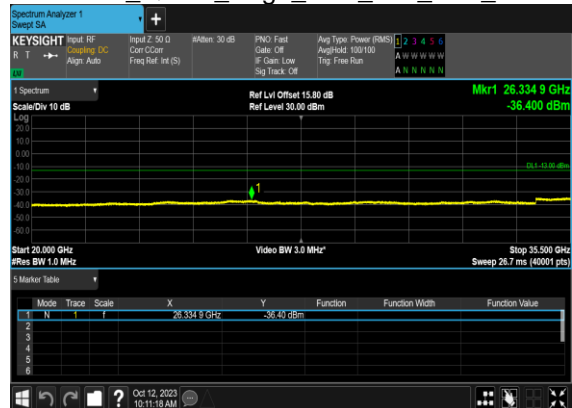 Spectrum Analyzer 1
Swept SA
+
KEYSIGHT Input: RF Input Z: 50 Ω #Atten: 30 dB PNO: Fast Avg Type: Power (RMS) 1 2 3 4 5 6
R T Coupling: DC Corr CCorr Gate: Off Avg|Hold: 100/100 A W W W W W
Align: Auto Freq Ref: Int (S) IF Gain: Low Trig: Free Run
Sig Track: Off A N N N N N
1 Spectrum Ref Lvl Offset 15.80 dB Mkr1 26.334 9 GHz
Scale/Div 10 dB Ref Level 30.00 dBm -36.400 dBm
Log
20.0
10.0
0.00
-10.0 DL1 -13.00 dBm
-20.0
-30.0 1
-40.0
-50.0
-60.0
Start 20.000 GHz Video BW 3.0 MHz* Stop 35.500 GHz
#Res BW 1.0 MHz Sweep 26.7 ms (40001 pts)
5 Marker Table
Mode Trace Scale X Y Function Function Width Function Value
1 N 1 f 26.334 9 GHz -36.40 dBm
2
3
4
5
6
? Oct 12, 2023
10:11:18 AM